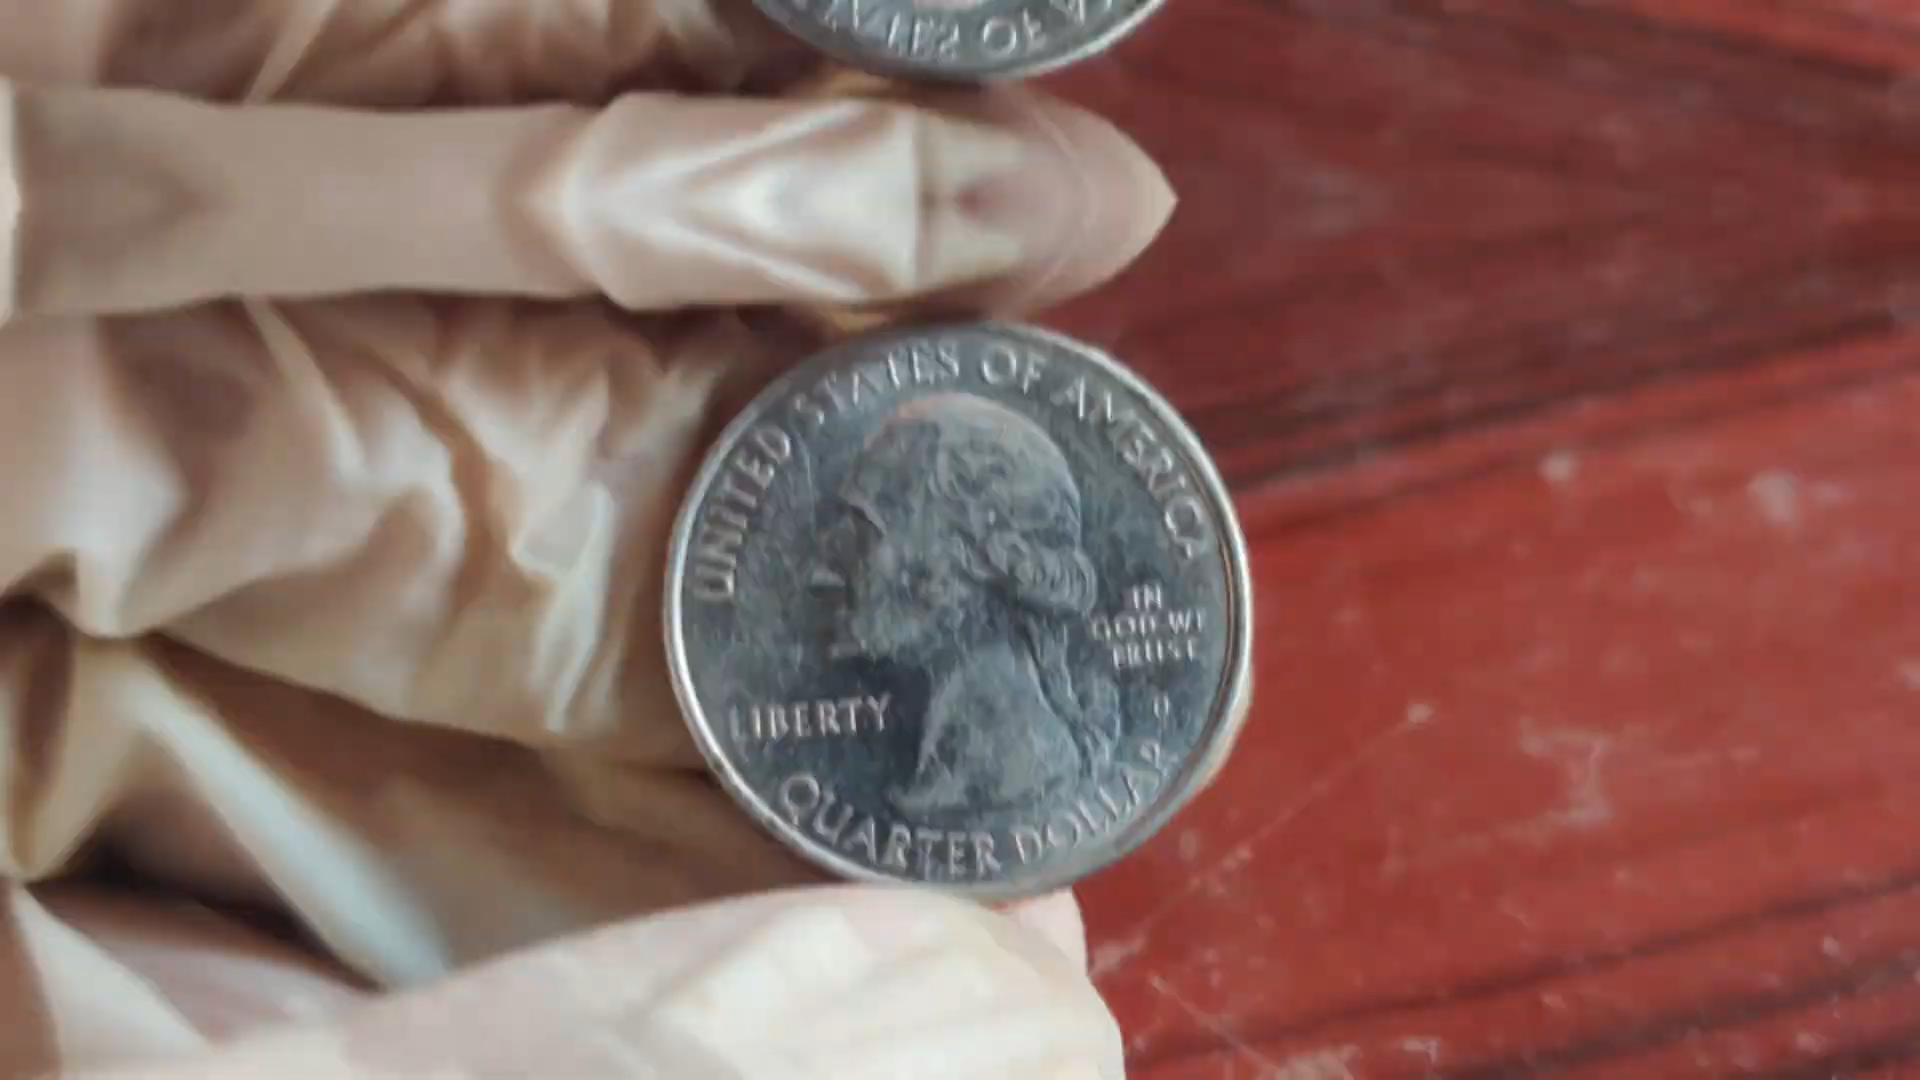 UNITED STATES OF AMERICA
IN
GOD WE
TRUST
LIBERTY
QUARTER DOLLAR